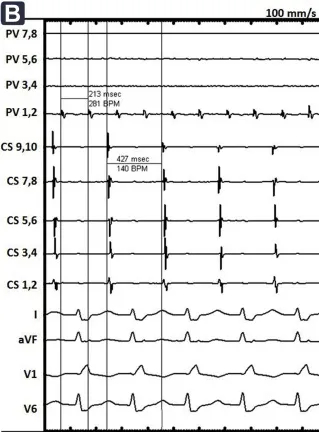 B
100 mm/s
PV 7,8
PV 5,6
PV 3,4
PV 1,2
213 msec
281 BPM
CS 9,10
427 msec
140 BPM
CS 7,8
CS 5,6
CS 3,4
CS 1,2
I
aVF
V1
V6